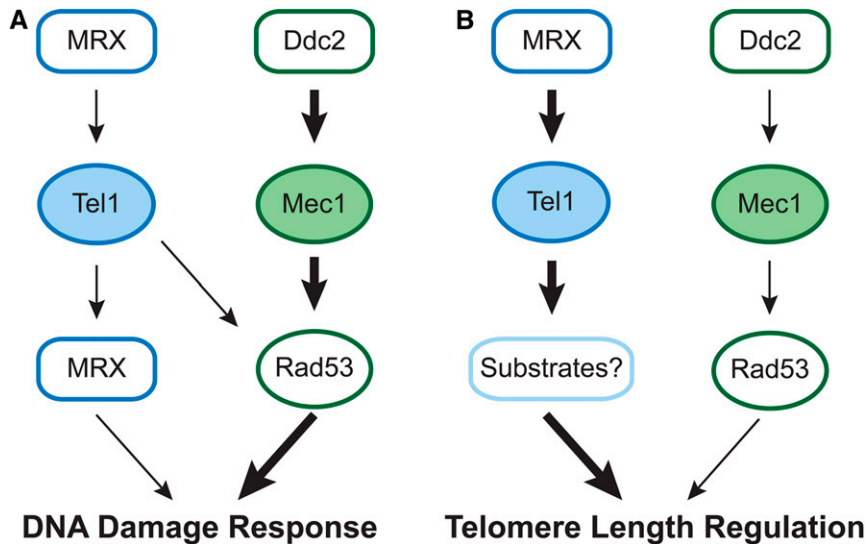 A
MRX
Ddc2
Tel1
Mec1
MRX
Rad53
DNA Damage Response
B
MRX
Ddc2
Tel1
Mec1
Substrates?
Rad53
Telomere Length Regulation